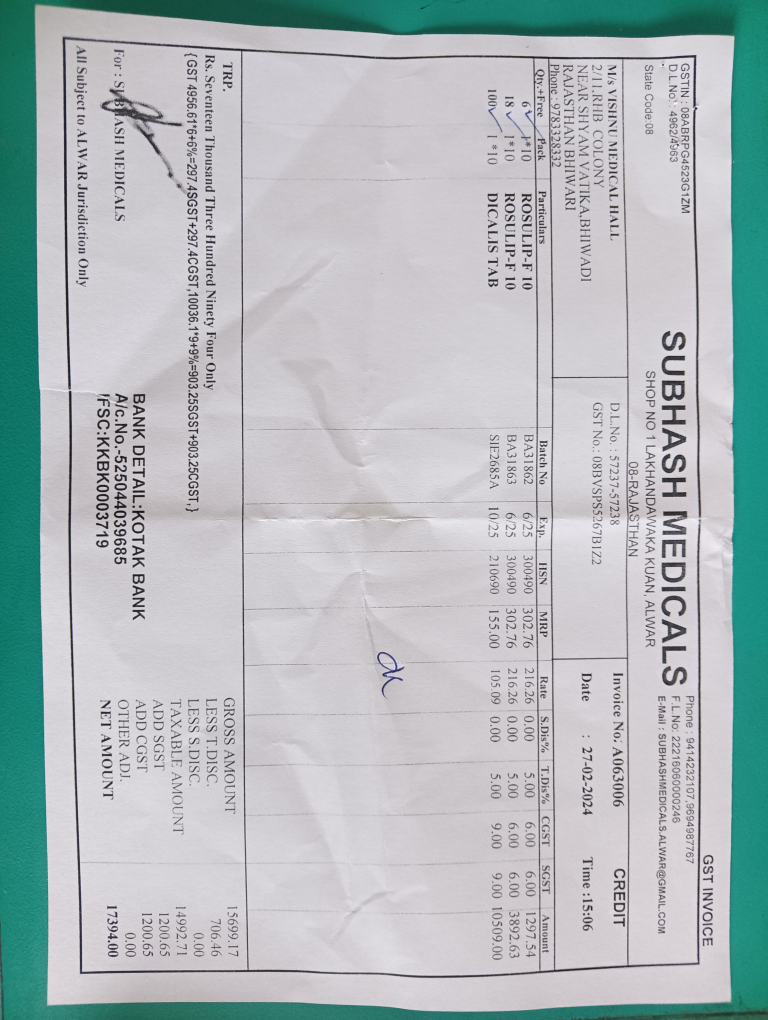 GST INVOICE
GSTIN : 08ABRPG4523G1ZM
D.L No : 4962/4963
State Code:08
SUBHASH MEDICALS
SHOP NO 1 LAKHANDAWAKA KUAN, ALWAR
08-RAJASTHAN
Phone : 9414232107,9694987767
F.L.No: 22216060000246
E-Mail : SUBHASHMEDICALS.ALWAR@GMAIL.COM
M/s VISHNU MEDICAL HALL
2/11,RHB COLONY
NEAR SHYAM VATIKA,BHIWADI
RAJASTHAN BHIWARI
Phone : 9783328332
D.L.No. : 57237-57238
GST No.: 08BVSPS5267B1Z2
Invoice No: A063006 CREDIT
Date : 27-02-2024 Time :15:06
Qty.+Free Pack Particulars Batch No Exp. HSN MRP Rate S.Dis% T.Dis% CGST SGST Amount
6 1*10 ROSULIP-F 10 BA31862 6/25 300490 302.76 216.26 0.00 5.00 6.00 6.00 1297.54
18 1*10 ROSULIP-F 10 BA31863 6/25 300490 302.76 216.26 0.00 5.00 6.00 6.00 3892.63
100 1*10 DICALIS TAB SIE2685A 10/25 210690 155.00 105.09 0.00 5.00 9.00 9.00 10509.00
TRP.
Rs. Seventeen Thousand Three Hundred Ninety Four Only
{GST 4956.61*6+6%=297.4SGST+297.4CGST,10036.1*9+9%=903.25SGST+903.25CGST,}
For : SUBHASH MEDICALS
All Subject to ALWAR Jurisdiction Only
BANK DETAIL:KOTAK BANK
A/c.No.-525044039685
IFSC:KKBK0003719
GROSS AMOUNT 15699.17
LESS T.DISC. 706.46
LESS S.DISC. 0.00
TAXABLE AMOUNT 14992.71
ADD SGST 1200.65
ADD CGST 1200.65
OTHER ADJ. 0.00
NET AMOUNT 17394.00